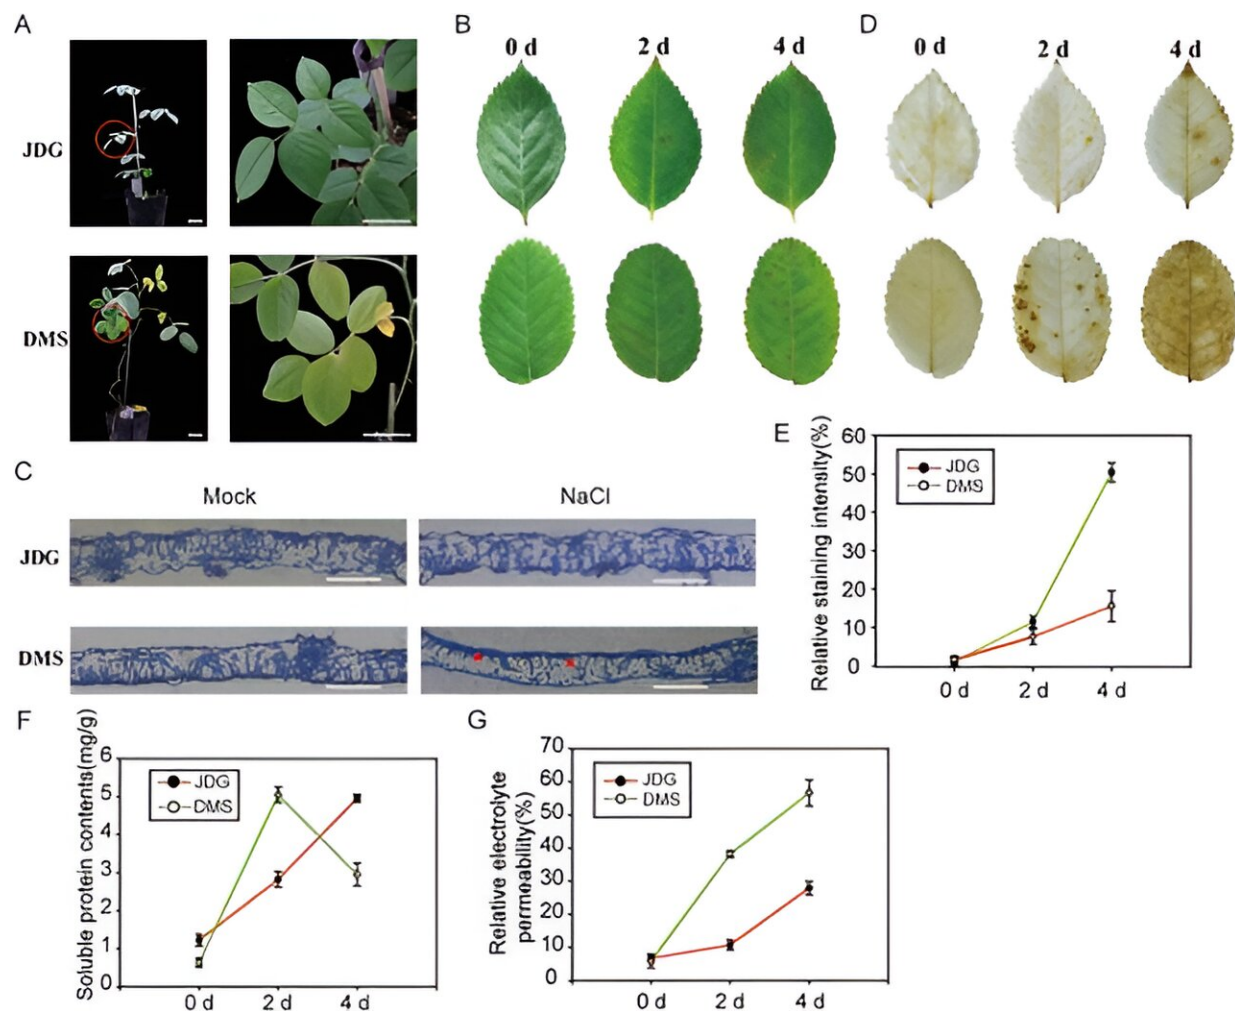 A
JDG
DMS
B
0 d 2 d 4 d
D
0 d 2 d 4 d
C
Mock NaCl
JDG
DMS
E
Relative staining intensity(%)
60
50
40
30
20
10
0
JDG
DMS
0 d 2 d 4 d
F
Soluble protein contents(mg/g)
6
5
4
3
2
1
0
JDG
DMS
0 d 2 d 4 d
G
Relative electrolyte
permeability(%)
70
60
50
40
30
20
10
0
JDG
DMS
0 d 2 d 4 d